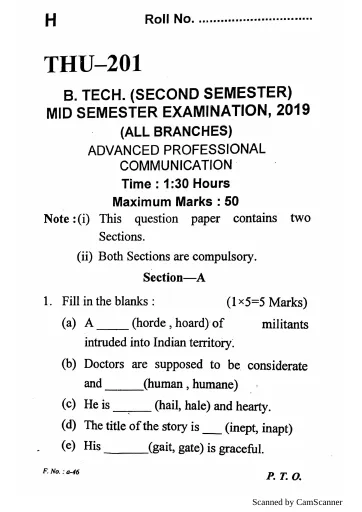 H Roll No. ................................
THU–201
B. TECH. (SECOND SEMESTER)
MID SEMESTER EXAMINATION, 2019
(ALL BRANCHES)
ADVANCED PROFESSIONAL
COMMUNICATION
Time : 1:30 Hours
Maximum Marks : 50
Note :(i) This question paper contains two
Sections.
(ii) Both Sections are compulsory.
Section—A
1. Fill in the blanks : (1×5=5 Marks)
(a) A _____ (horde , hoard) of militants
intruded into Indian territory.
(b) Doctors are supposed to be considerate
and ______(human , humane)
(c) He is ______ (hail, hale) and hearty.
(d) The title of the story is ___ (inept, inapt)
(e) His ______(gait, gate) is graceful.
F. No. : a-46
P. T. O.
Scanned by CamScanner